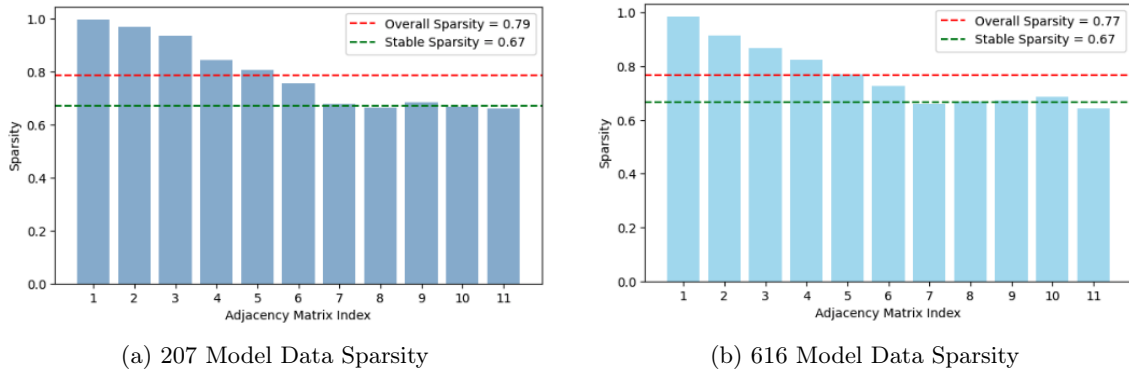 1.0
0.8
0.6
0.4
0.2
0.0
Sparsity
Overall Sparsity = 0.79
Stable Sparsity = 0.67
1 2 3 4 5 6 7 8 9 10 11
Adjacency Matrix Index
(a) 207 Model Data Sparsity
1.0
0.8
0.6
0.4
0.2
0.0
Sparsity
Overall Sparsity = 0.77
Stable Sparsity = 0.67
1 2 3 4 5 6 7 8 9 10 11
Adjacency Matrix Index
(b) 616 Model Data Sparsity